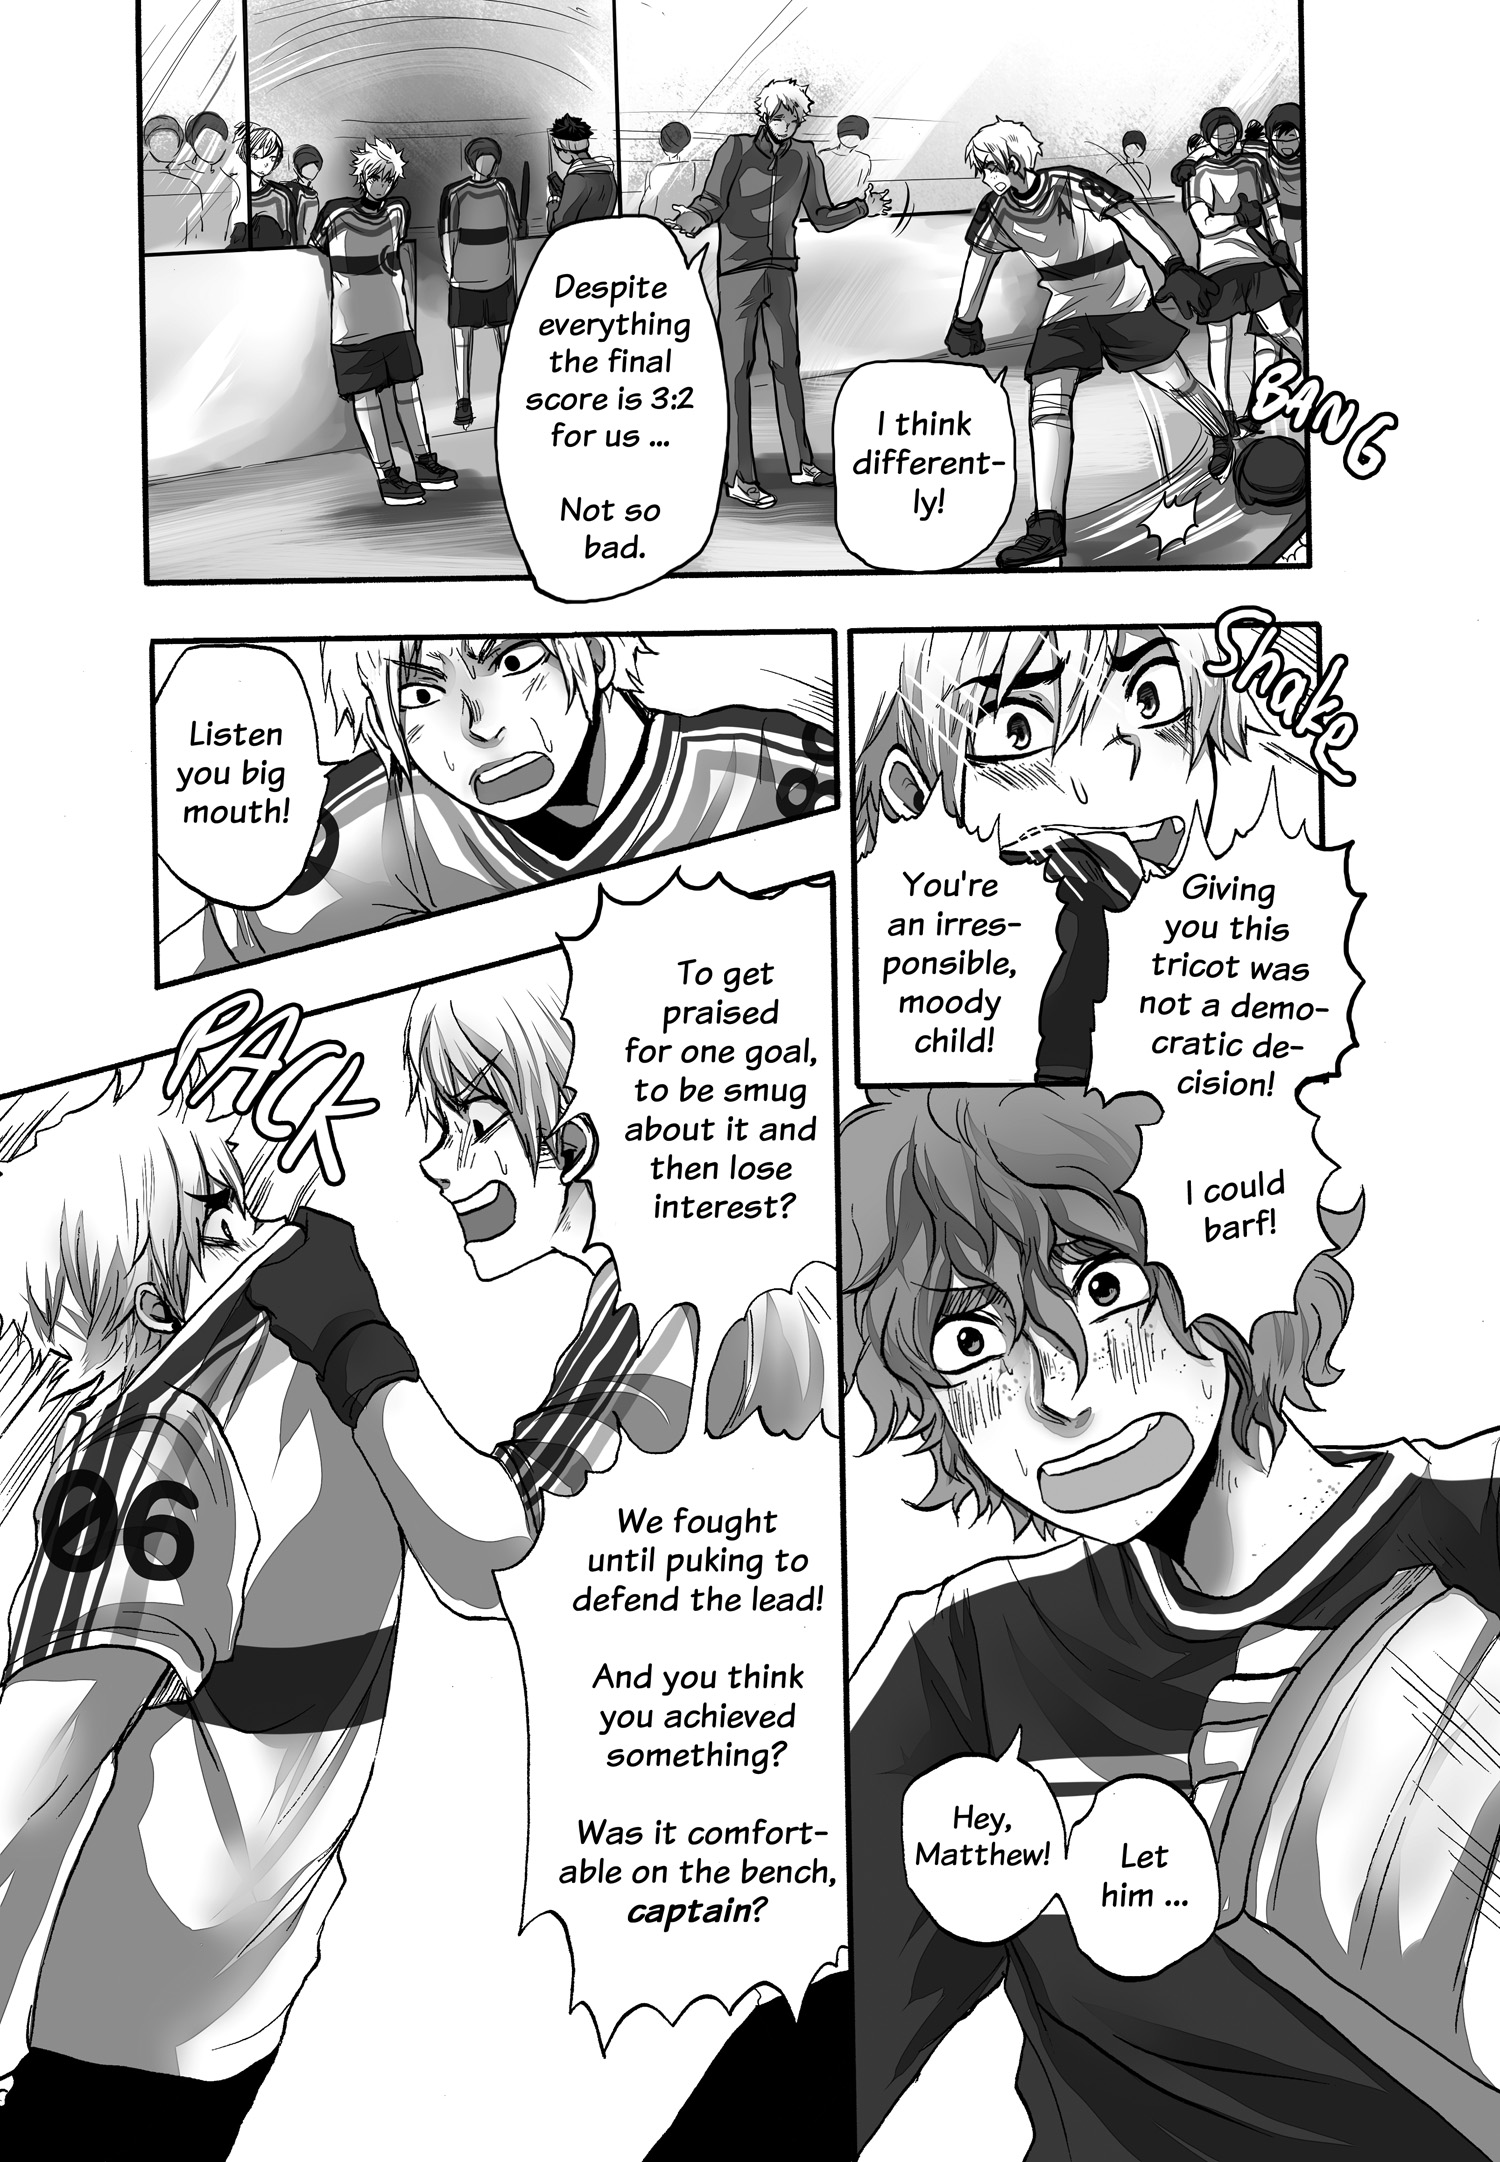 Despite
everything
the final
score is 3:2
for us ...
Not so
bad.
I think
different-
ly!
BANG
Listen
you big
mouth!
Shake
You're
an irres-
ponsible,
moody
child!
Giving
you this
tricot was
not a demo-
cratic de-
cision!
I could
barf!
PACK
To get
praised
for one goal,
to be smug
about it and
then lose
interest?
06
We fought
until puking to
defend the lead!
And you think
you achieved
something?
Was it comfort-
able on the bench,
captain?
Hey,
Matthew!
Let
him ...